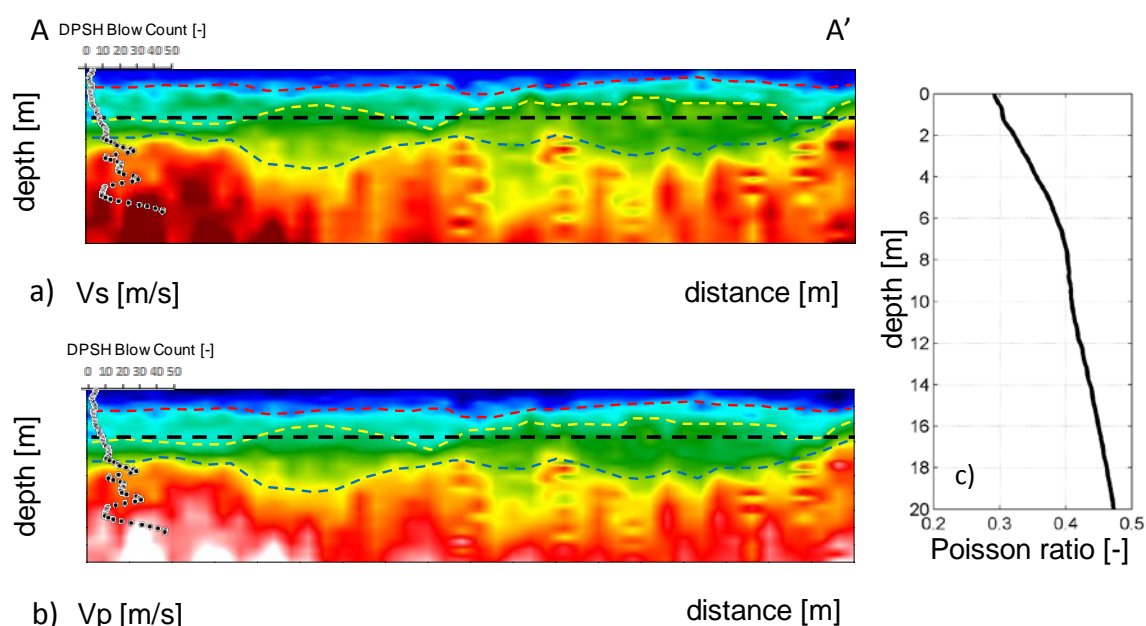 A
A’
DPSH Blow Count [-]
0 10 20 30 40 50
depth [m]
a) Vs [m/s]
distance [m]
DPSH Blow Count [-]
0 10 20 30 40 50
depth [m]
b) Vp [m/s]
distance [m]
0
2
4
6
8
10
12
14
16
18
20
depth [m]
c)
0.2 0.3 0.4 0.5
Poisson ratio [-]